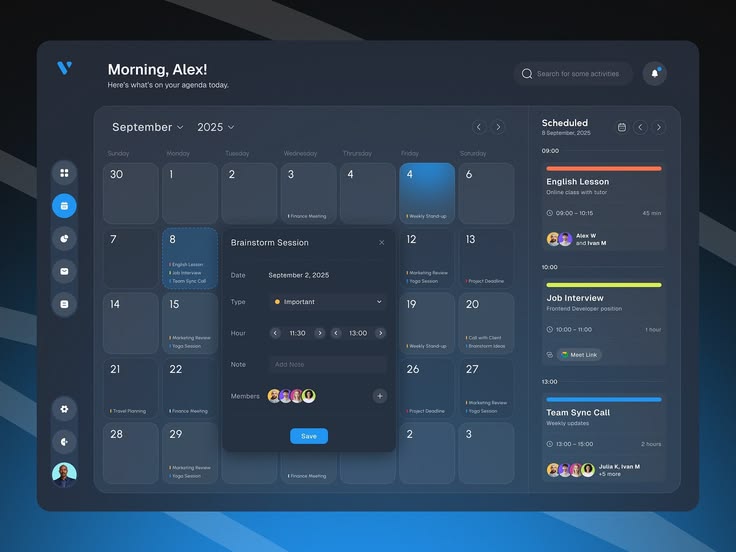 Morning, Alex!
Here's what's on your agenda today.
Search for some activities
September
2025
Sunday
Monday
Tuesday
Wednesday
Thrursday
Friday
Saturday
30
1
2
3
Finance Meeting
4
4
Weekly Stand-up
6
7
8
English Lesson
Job Interview
Team Sync Call
12
Marketing Review
Yoga Session
13
Project Deadline
14
15
Marketing Review
Yoga Session
19
Weekly Stand-up
20
Call with Client
Brainstorm Ideas
21
Travel Planning
22
Finance Meeting
26
Project Deadline
27
Marketing Review
Yoga Session
28
29
Marketing Review
Yoga Session
Finance Meeting
2
3
Brainstorm Session
Date
September 2, 2025
Type
Important
Hour
11:30
13:00
Note
Add Note
Members
Save
Scheduled
8 September, 2025
09:00
English Lesson
Online class with tutor
09:00 – 10:15
45 min
Alex W
and Ivan M
10:00
Job Interview
Frontend Developer position
10:00 – 11:00
1 hour
Meet Link
13:00
Team Sync Call
Weekly updates
13:00 – 15:00
2 hours
Julia K, Ivan M
+5 more